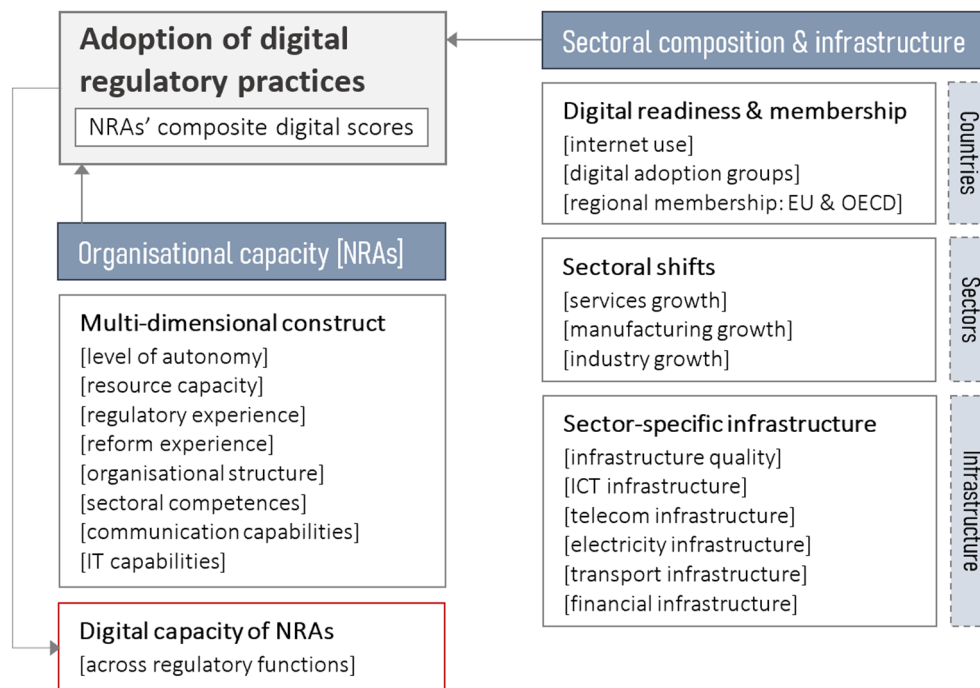 Adoption of digital
regulatory practices
NRAs’ composite digital scores
Organisational capacity [NRAs]
Multi-dimensional construct
[level of autonomy]
[resource capacity]
[regulatory experience]
[reform experience]
[organisational structure]
[sectoral competences]
[communication capabilities]
[IT capabilities]
Digital capacity of NRAs
[across regulatory functions]
Sectoral composition & infrastructure
Digital readiness & membership
[internet use]
[digital adoption groups]
[regional membership: EU & OECD]
Countries
Sectoral shifts
[services growth]
[manufacturing growth]
[industry growth]
Sectors
Sector-specific infrastructure
[infrastructure quality]
[ICT infrastructure]
[telecom infrastructure]
[electricity infrastructure]
[transport infrastructure]
[financial infrastructure]
Infrastructure